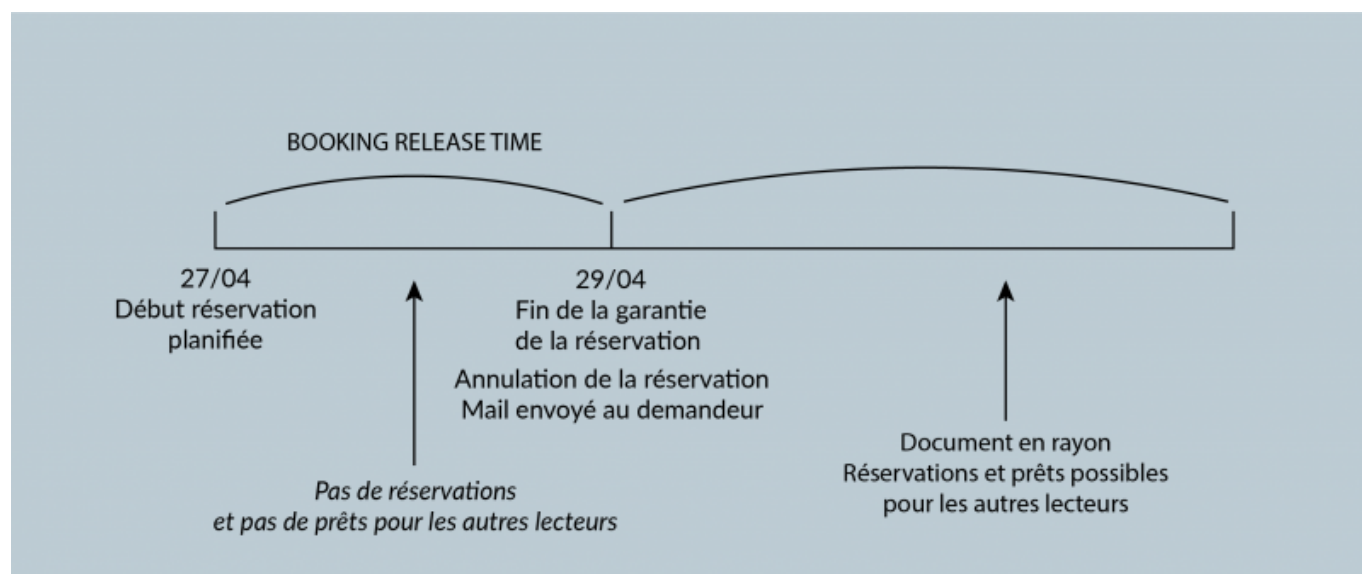 BOOKING RELEASE TIME
27/04
Début réservation
planifiée
29/04
Fin de la garantie
de la réservation
Annulation de la réservation
Mail envoyé au demandeur
Pas de réservations
et pas de prêts pour les autres lecteurs
Document en rayon
Réservations et prêts possibles
pour les autres lecteurs